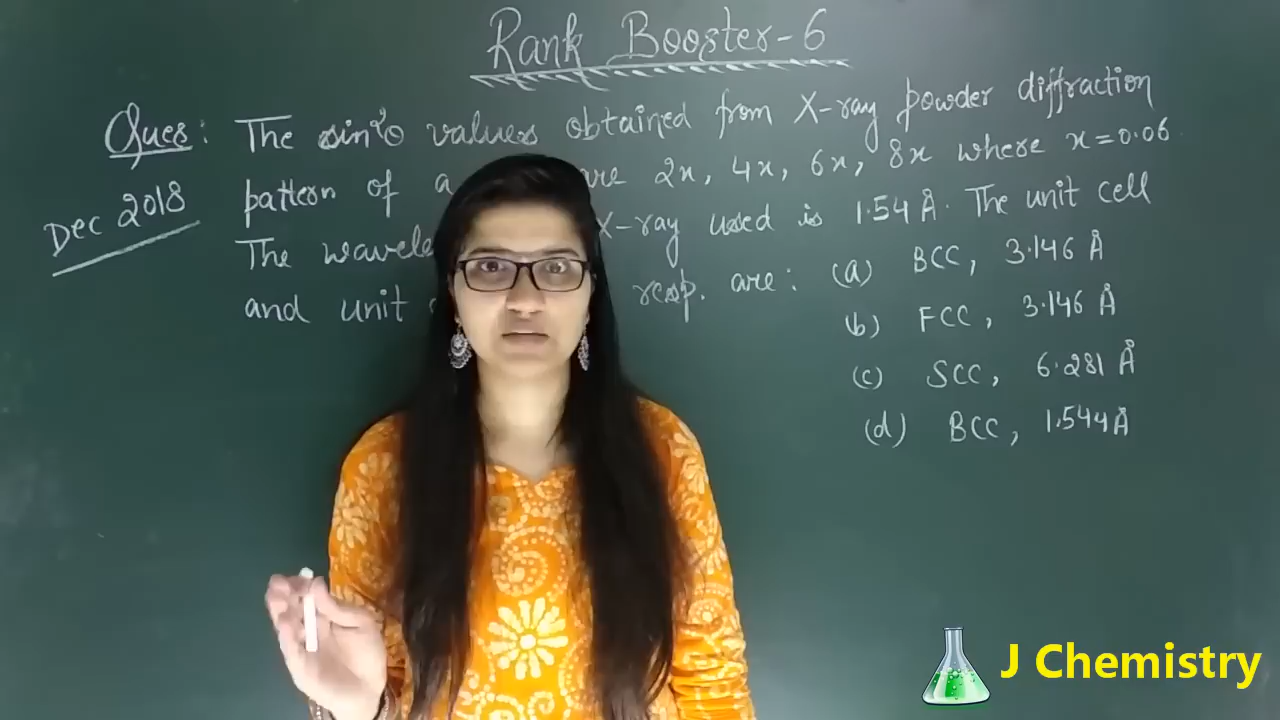 Rank Booster-6
Ques: The sin²θ values obtained from X-ray powder diffraction
Dec 2018
pattern of a are 2x, 4x, 6x, 8x where x=0.06
The X-ray used is 1.54 Å. The unit cell
and unit resp. are: (a) BCC, 3.146 Å
(b) FCC, 3.146 Å
(c) SCC, 6.281 Å
(d) BCC, 1.544 Å
J Chemistry